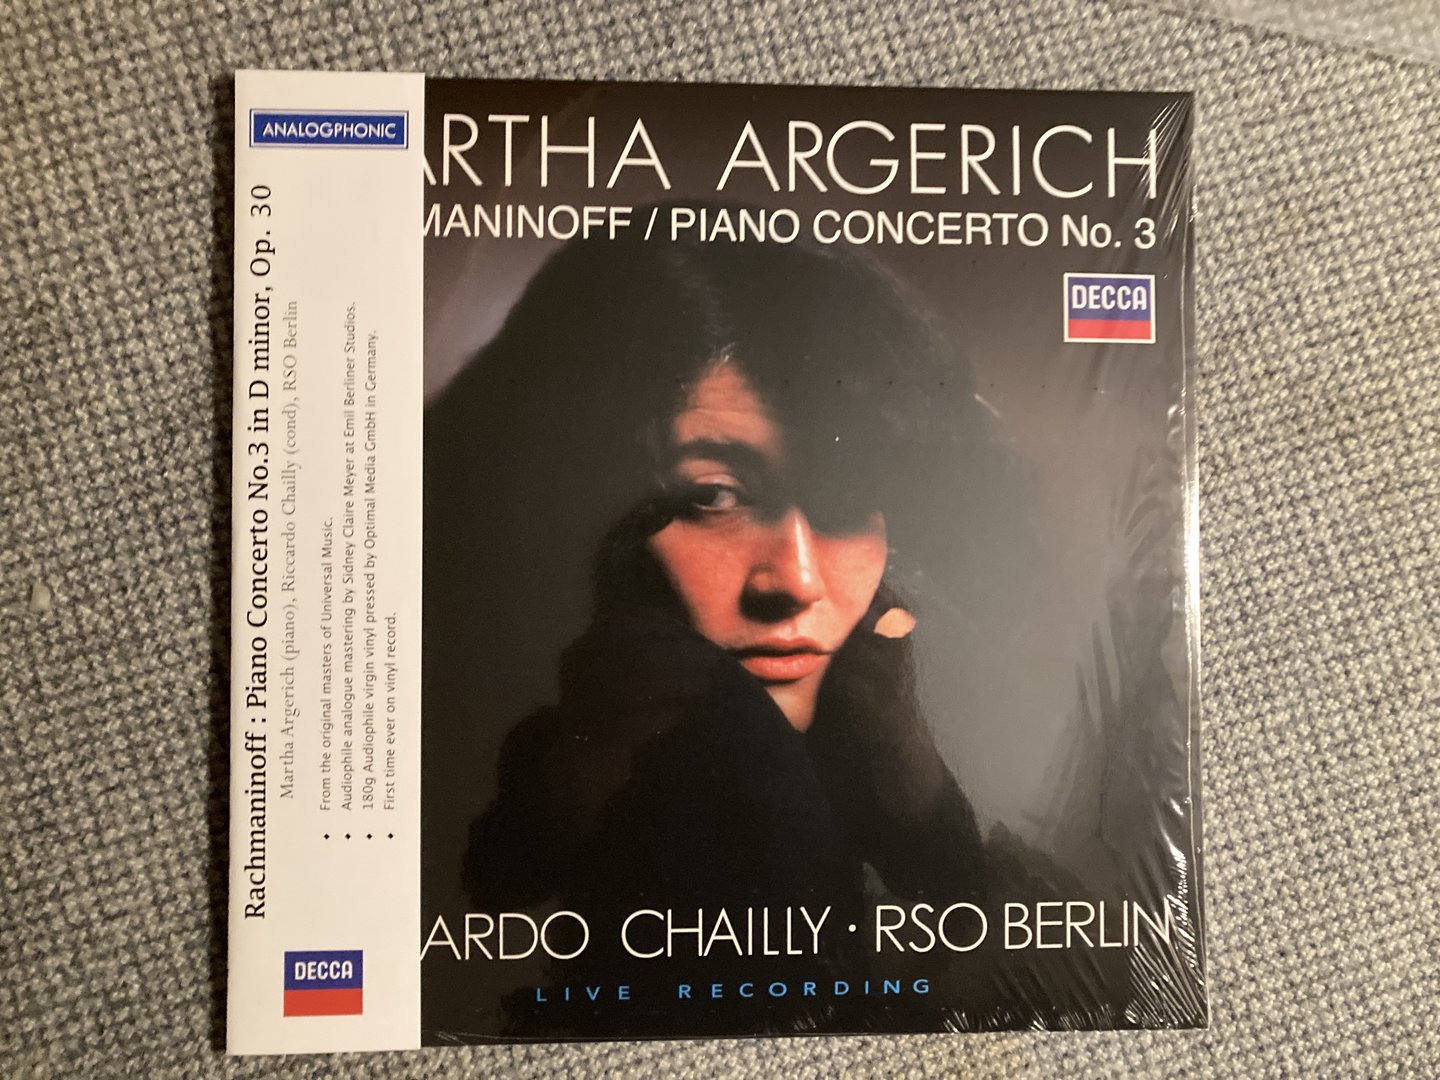 ANALOGPHONIC
Rachmaninoff : Piano Concerto No.3 in D minor, Op. 30
Martha Argerich (piano), Riccardo Chailly (cond), RSO Berlin
• From the original masters of Universal Music.
• Audiophile analogue mastering by Sidney Claire Meyer at Emil Berliner Studios.
• 180g Audiophile virgin vinyl pressed by Optimal Media GmbH in Germany.
• First time ever on vinyl record.
DECCA
ARTHA ARGERICH
MANINOFF / PIANO CONCERTO No. 3
DECCA
ARDO CHAILLY · RSO BERLIN
LIVE RECORDING